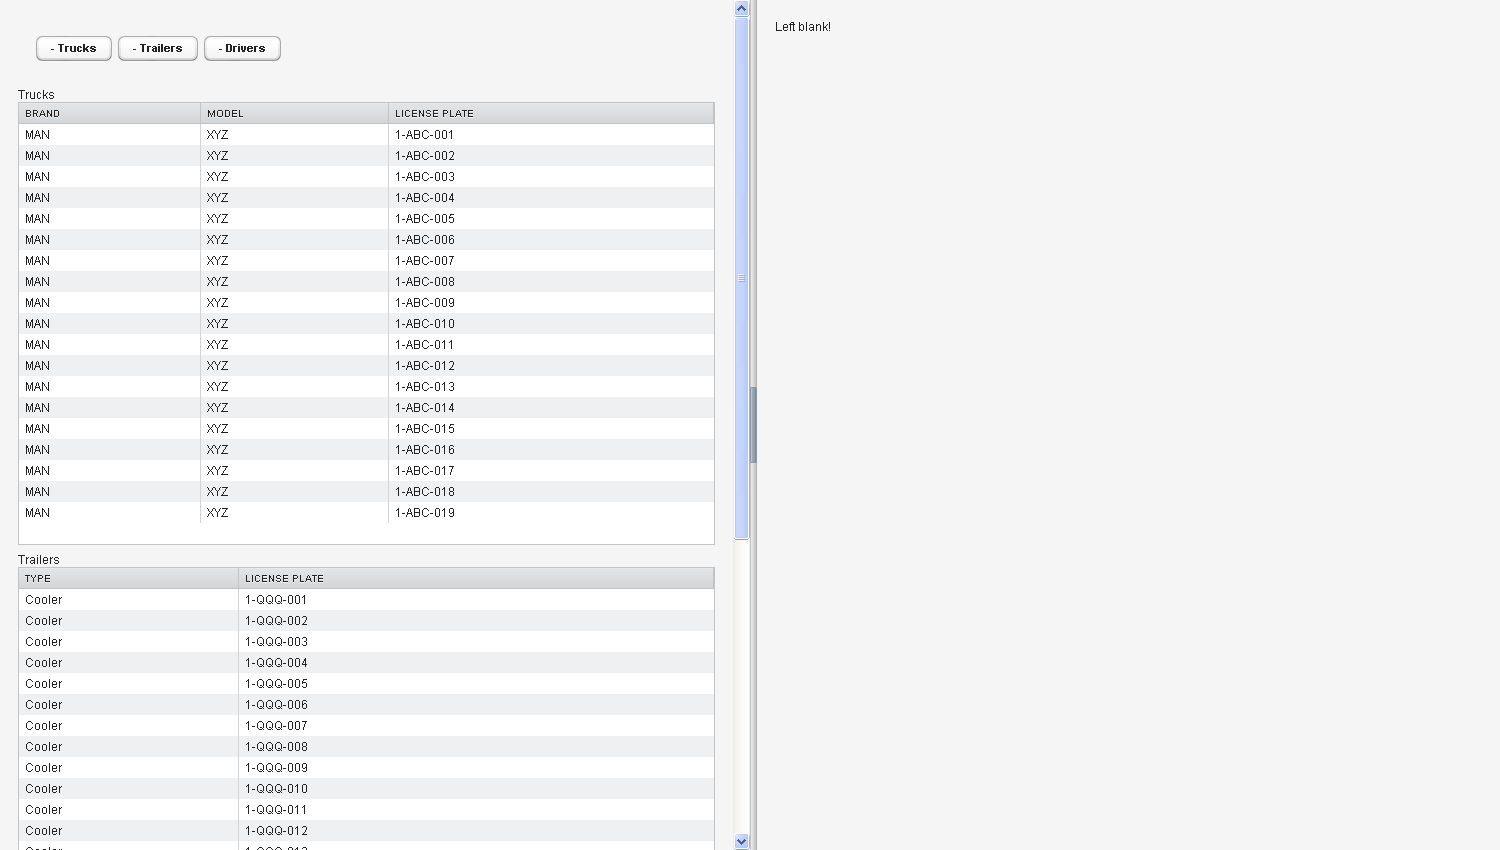 - Trucks - Trailers - Drivers
Left blank!
Trucks
BRAND MODEL LICENSE PLATE
MAN XYZ 1-ABC-001
MAN XYZ 1-ABC-002
MAN XYZ 1-ABC-003
MAN XYZ 1-ABC-004
MAN XYZ 1-ABC-005
MAN XYZ 1-ABC-006
MAN XYZ 1-ABC-007
MAN XYZ 1-ABC-008
MAN XYZ 1-ABC-009
MAN XYZ 1-ABC-010
MAN XYZ 1-ABC-011
MAN XYZ 1-ABC-012
MAN XYZ 1-ABC-013
MAN XYZ 1-ABC-014
MAN XYZ 1-ABC-015
MAN XYZ 1-ABC-016
MAN XYZ 1-ABC-017
MAN XYZ 1-ABC-018
MAN XYZ 1-ABC-019
Trailers
TYPE LICENSE PLATE
Cooler 1-QQQ-001
Cooler 1-QQQ-002
Cooler 1-QQQ-003
Cooler 1-QQQ-004
Cooler 1-QQQ-005
Cooler 1-QQQ-006
Cooler 1-QQQ-007
Cooler 1-QQQ-008
Cooler 1-QQQ-009
Cooler 1-QQQ-010
Cooler 1-QQQ-011
Cooler 1-QQQ-012